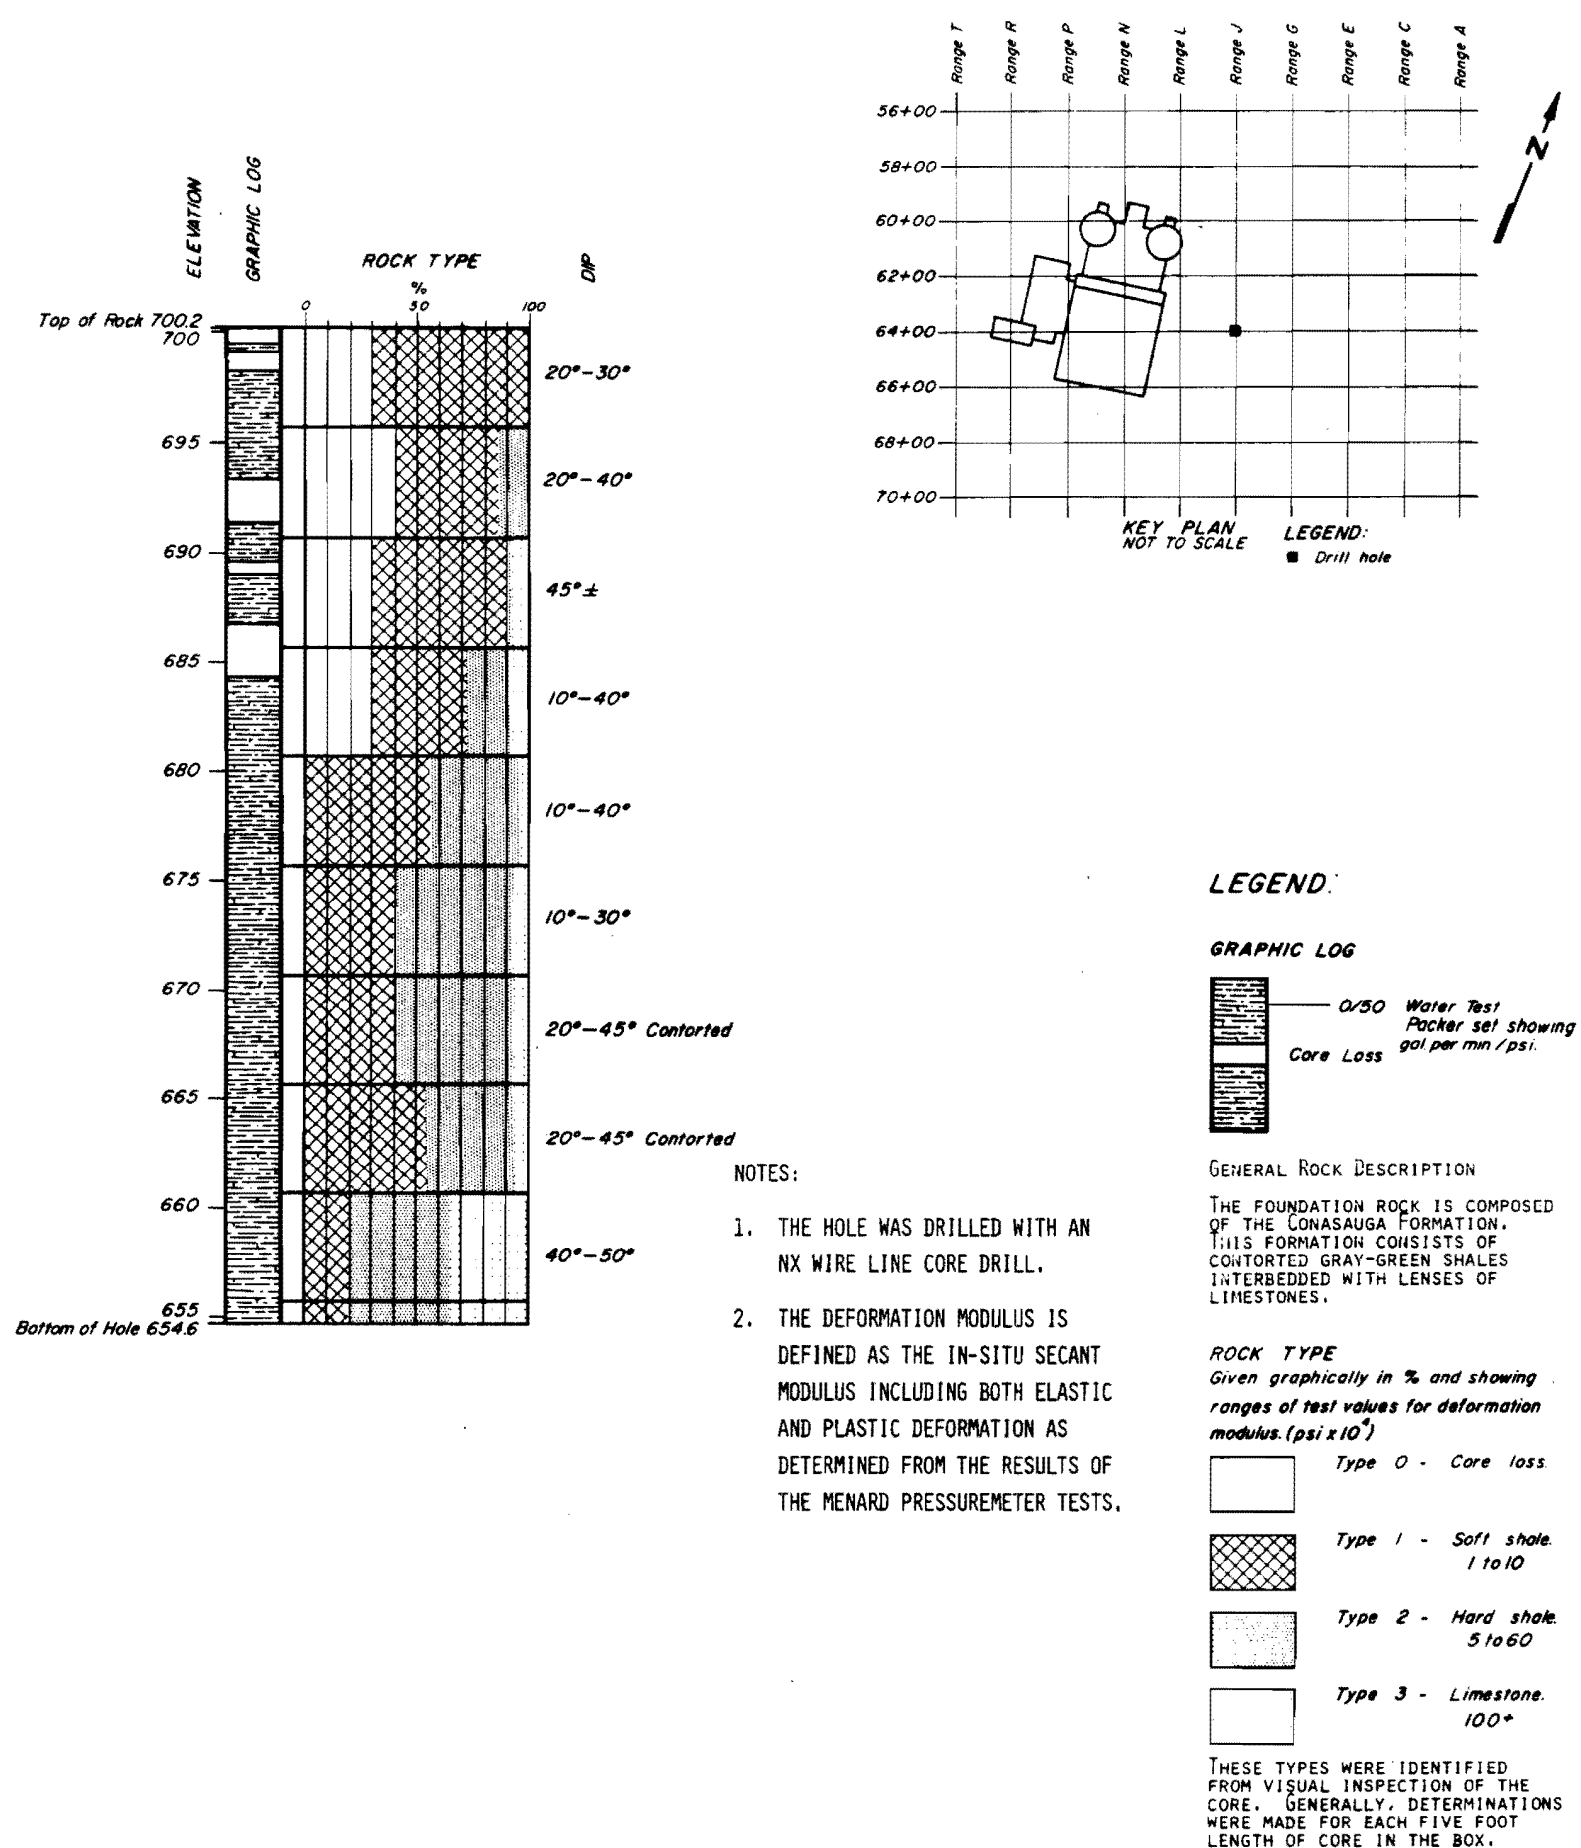 Range T
Range R
Range P
Range N
Range L
Range J
Range G
Range E
Range C
Range A
56+00
58+00
60+00
62+00
64+00
66+00
68+00
70+00
N
KEY PLAN
NOT TO SCALE
LEGEND:
Drill hole
ELEVATION
GRAPHIC LOG
ROCK TYPE
%
DIP
0
50
100
Top of Rock 700.2
700
695
690
685
680
675
670
665
660
655
Bottom of Hole 654.6
20°-30°
20°-40°
45°±
10°-40°
10°-40°
10°-30°
20°-45° Contorted
20°-45° Contorted
40°-50°
NOTES:
1. THE HOLE WAS DRILLED WITH AN
NX WIRE LINE CORE DRILL.
2. THE DEFORMATION MODULUS IS
DEFINED AS THE IN-SITU SECANT
MODULUS INCLUDING BOTH ELASTIC
AND PLASTIC DEFORMATION AS
DETERMINED FROM THE RESULTS OF
THE MENARD PRESSUREMETER TESTS.
LEGEND:
GRAPHIC LOG
0/50 Water Test
Packer set showing
gal. per min / psi.
Core Loss
GENERAL ROCK DESCRIPTION
THE FOUNDATION ROCK IS COMPOSED
OF THE CONASAUGA FORMATION.
THIS FORMATION CONSISTS OF
CONTORTED GRAY-GREEN SHALES
INTERBEDDED WITH LENSES OF
LIMESTONES.
ROCK TYPE
Given graphically in % and showing
ranges of test values for deformation
modulus. (psi x 10⁴)
Type 0 - Core loss.
Type 1 - Soft shale.
1 to 10
Type 2 - Hard shale.
5 to 60
Type 3 - Limestone.
100+
THESE TYPES WERE IDENTIFIED
FROM VISUAL INSPECTION OF THE
CORE. GENERALLY, DETERMINATIONS
WERE MADE FOR EACH FIVE FOOT
LENGTH OF CORE IN THE BOX.